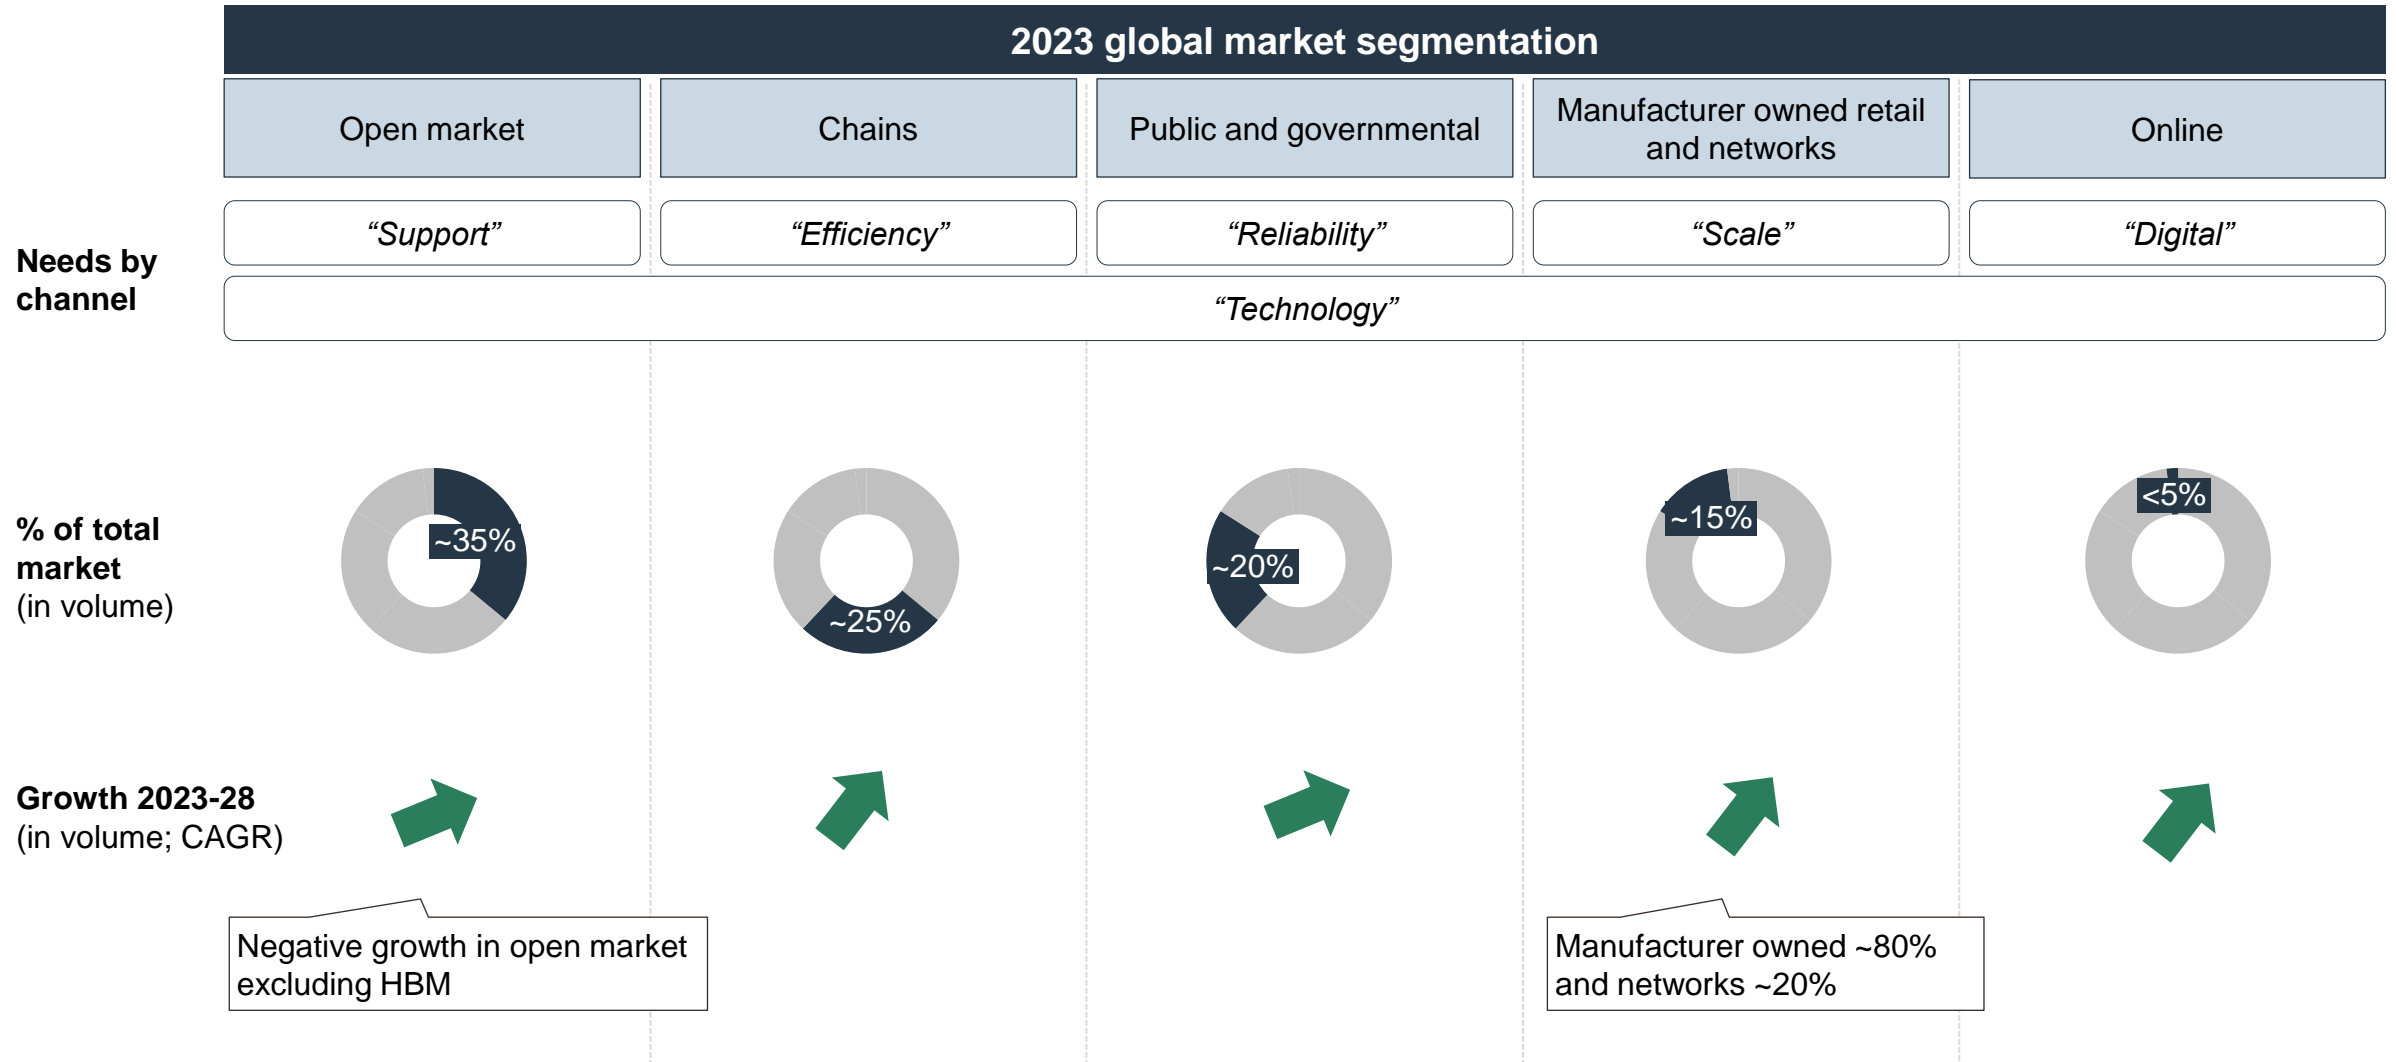 2023 global market segmentation
Open market
Chains
Public and governmental
Manufacturer owned retail
and networks
Online
Needs by
channel
“Support”
“Efficiency”
“Reliability”
“Scale”
“Digital”
“Technology”
% of total
market
(in volume)
~35%
~25%
~20%
~15%
<5%
Growth 2023-28
(in volume; CAGR)
Negative growth in open market
excluding HBM
Manufacturer owned ~80%
and networks ~20%